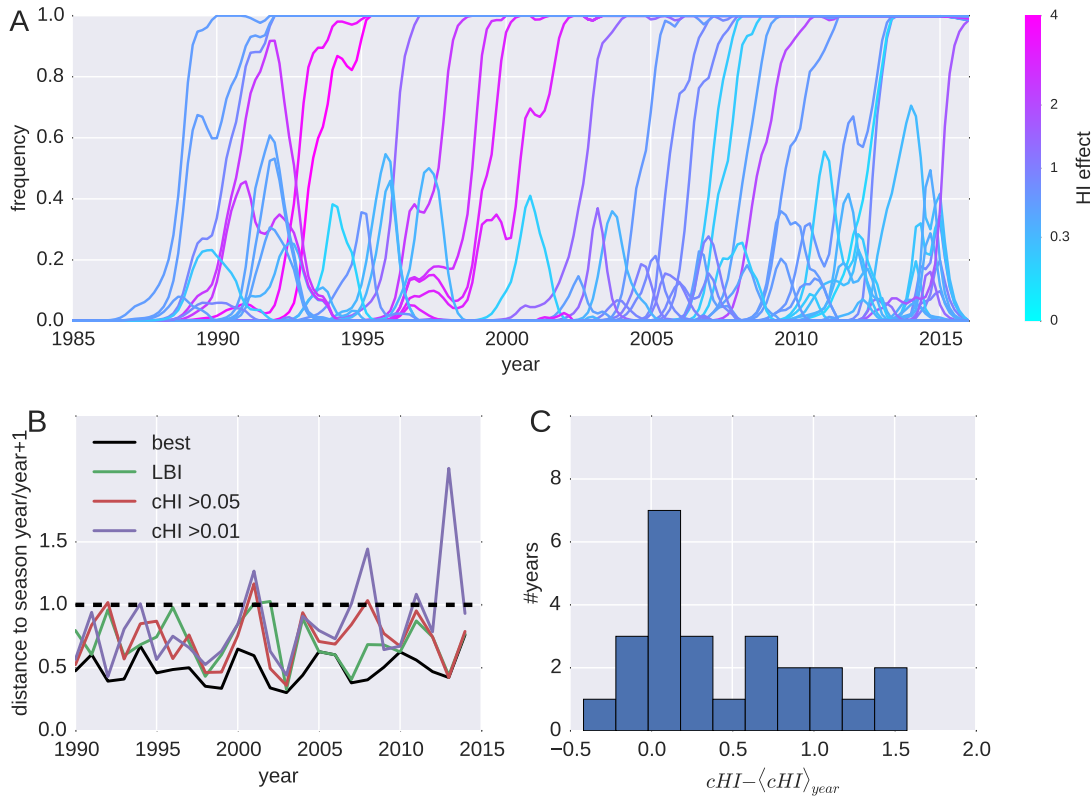 A
frequency
1.0
0.8
0.6
0.4
0.2
0.0
1985
1990
1995
2000
2005
2010
2015
year
4
2
1
0.3
0
HI effect
B
distance to season year/year+1
best
LBI
cHI >0.05
cHI >0.01
1.5
1.0
0.5
0.0
1990
1995
2000
2005
2010
2015
year
C
#years
8
6
4
2
0
−0.5
0.0
0.5
1.0
1.5
2.0
cHI−⟨cHI⟩year